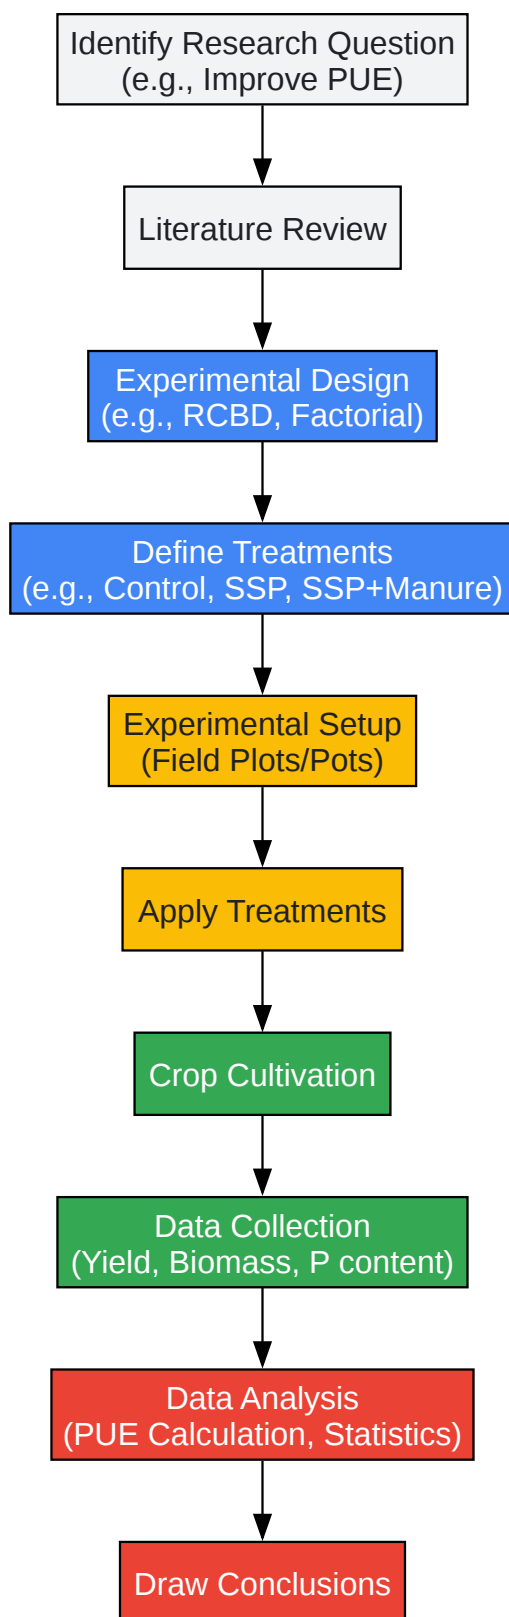 Identify Research Question
(e.g., Improve PUE)
Literature Review
Experimental Design
(e.g., RCBD, Factorial)
Define Treatments
(e.g., Control, SSP, SSP+Manure)
Experimental Setup
(Field Plots/Pots)
Apply Treatments
Crop Cultivation
Data Collection
(Yield, Biomass, P content)
Data Analysis
(PUE Calculation, Statistics)
Draw Conclusions